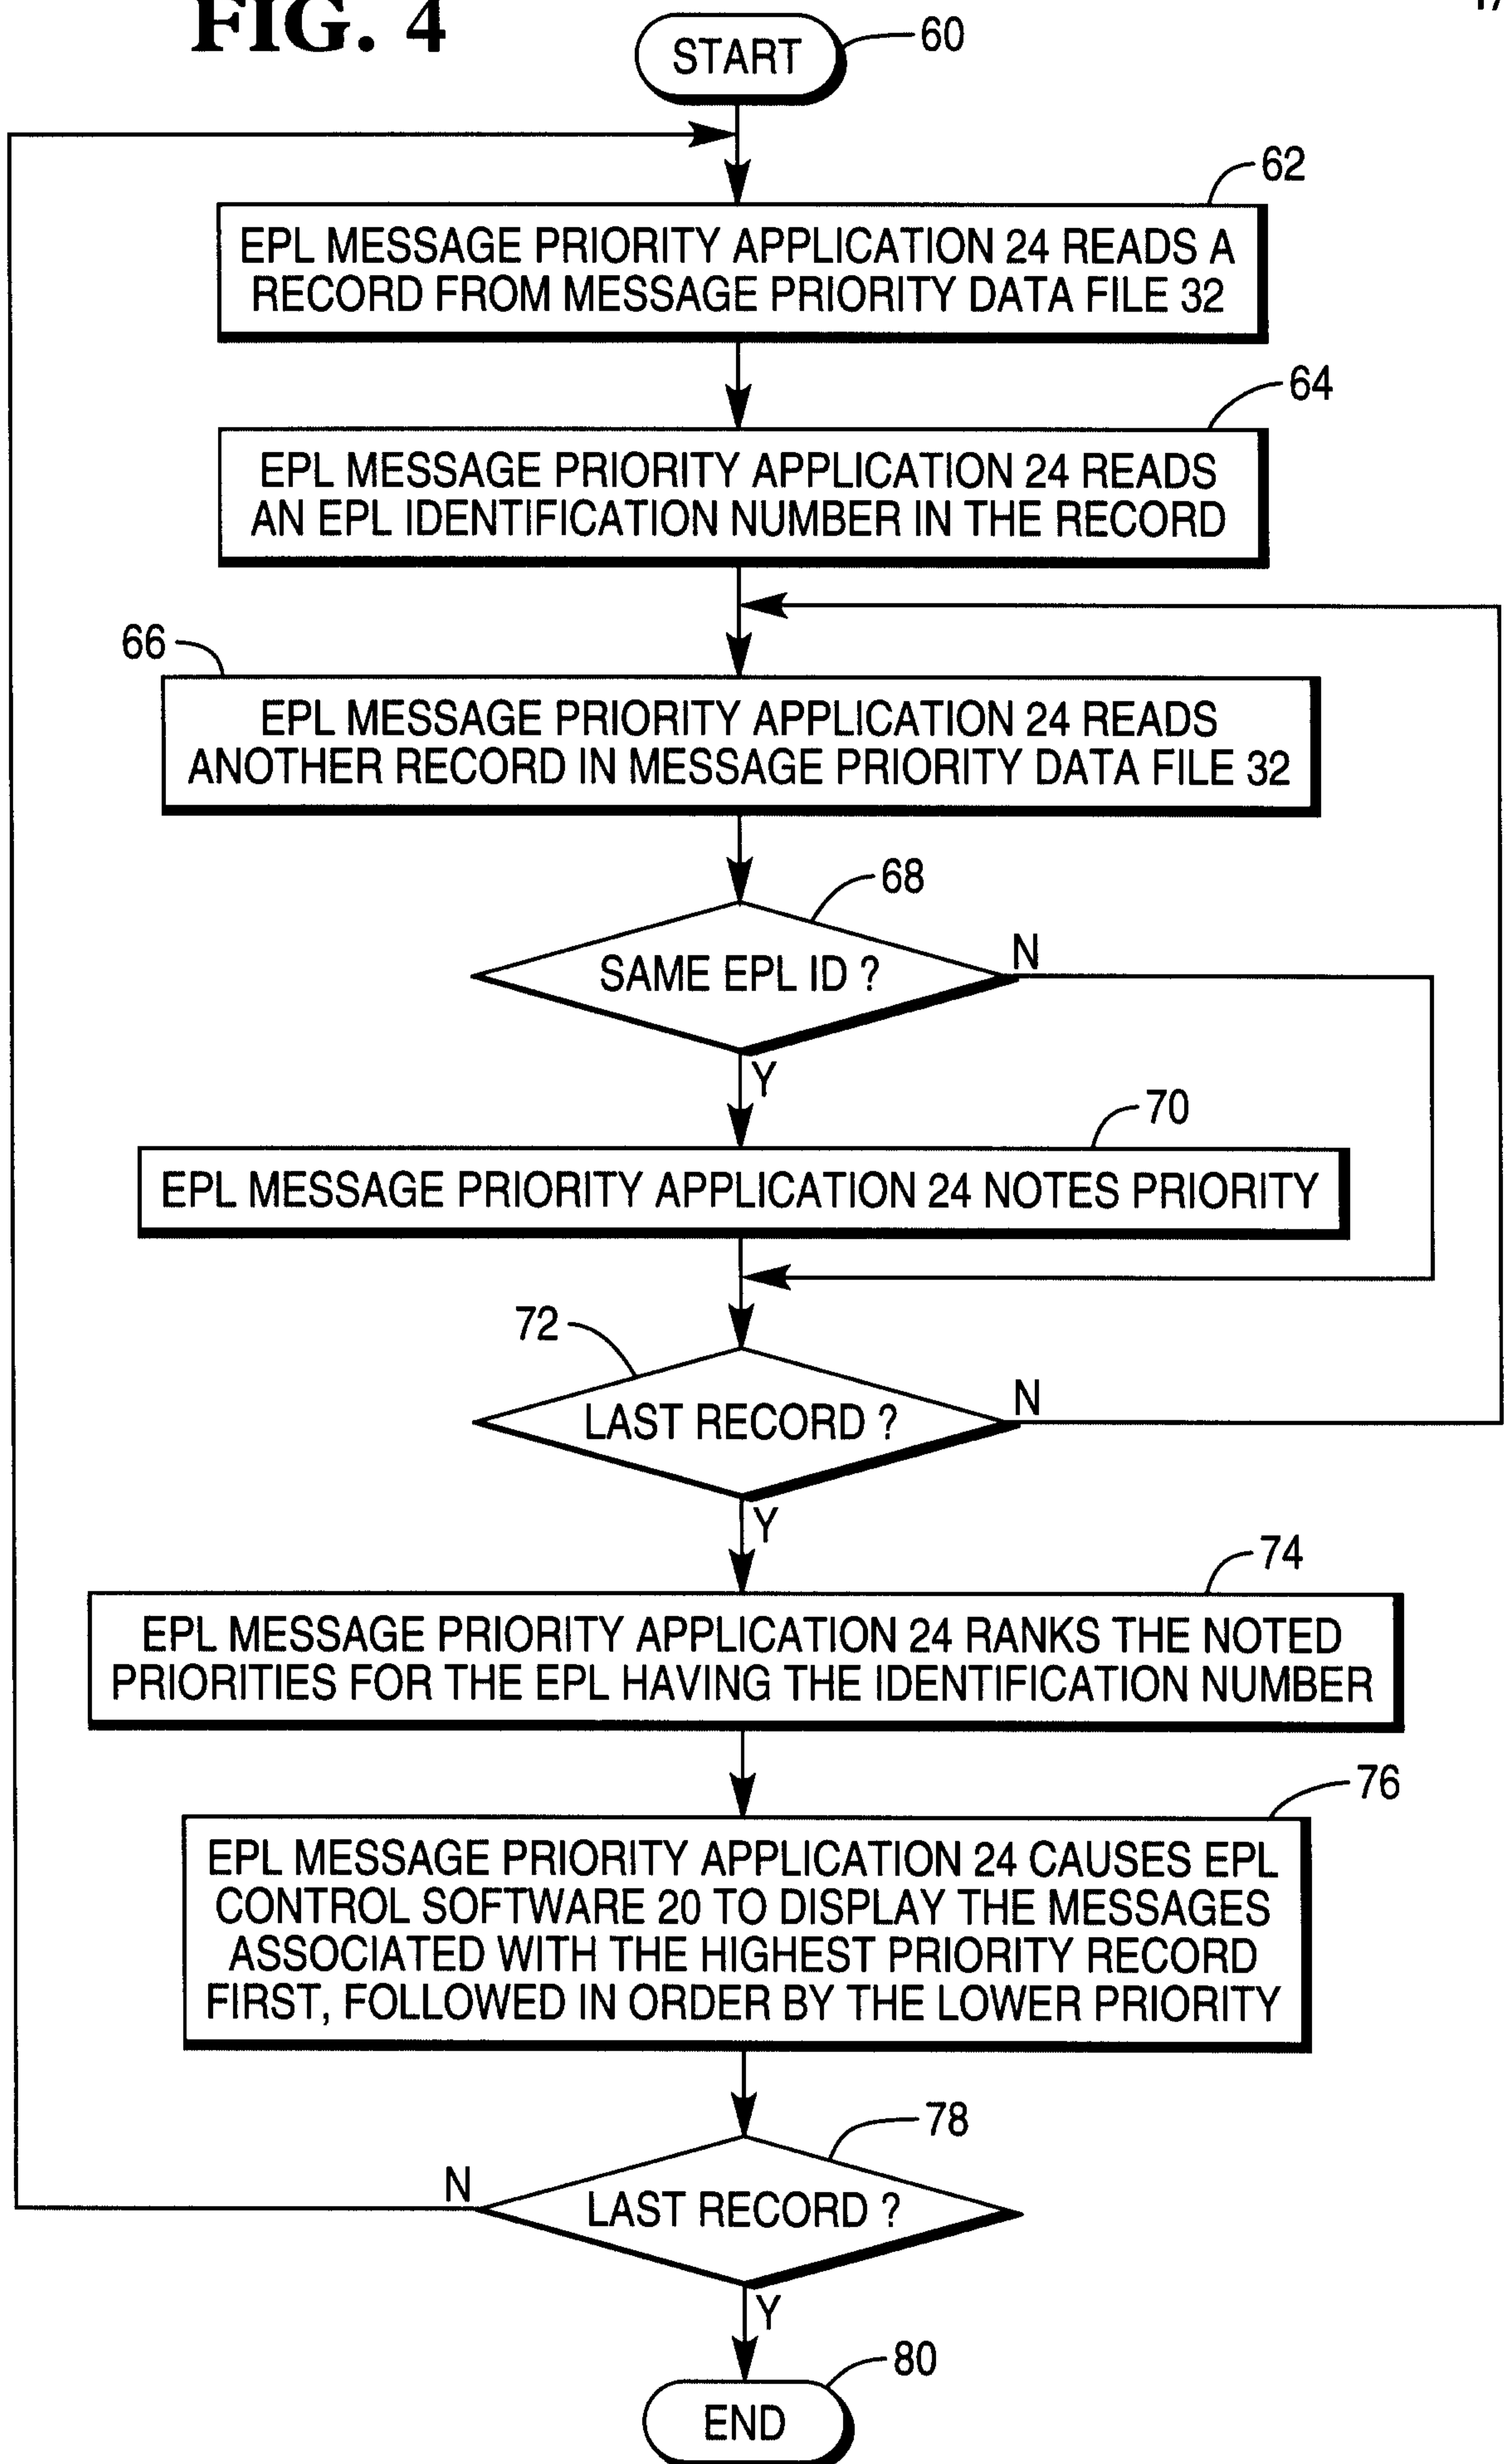 FIG. 4
START
60
62
EPL MESSAGE PRIORITY APPLICATION 24 READS A
RECORD FROM MESSAGE PRIORITY DATA FILE 32
64
EPL MESSAGE PRIORITY APPLICATION 24 READS
AN EPL IDENTIFICATION NUMBER IN THE RECORD
66
EPL MESSAGE PRIORITY APPLICATION 24 READS
ANOTHER RECORD IN MESSAGE PRIORITY DATA FILE 32
68
SAME EPL ID ?
N
Y
70
EPL MESSAGE PRIORITY APPLICATION 24 NOTES PRIORITY
72
LAST RECORD ?
N
Y
74
EPL MESSAGE PRIORITY APPLICATION 24 RANKS THE NOTED
PRIORITIES FOR THE EPL HAVING THE IDENTIFICATION NUMBER
76
EPL MESSAGE PRIORITY APPLICATION 24 CAUSES EPL
CONTROL SOFTWARE 20 TO DISPLAY THE MESSAGES
ASSOCIATED WITH THE HIGHEST PRIORITY RECORD
FIRST, FOLLOWED IN ORDER BY THE LOWER PRIORITY
78
N
LAST RECORD ?
Y
80
END